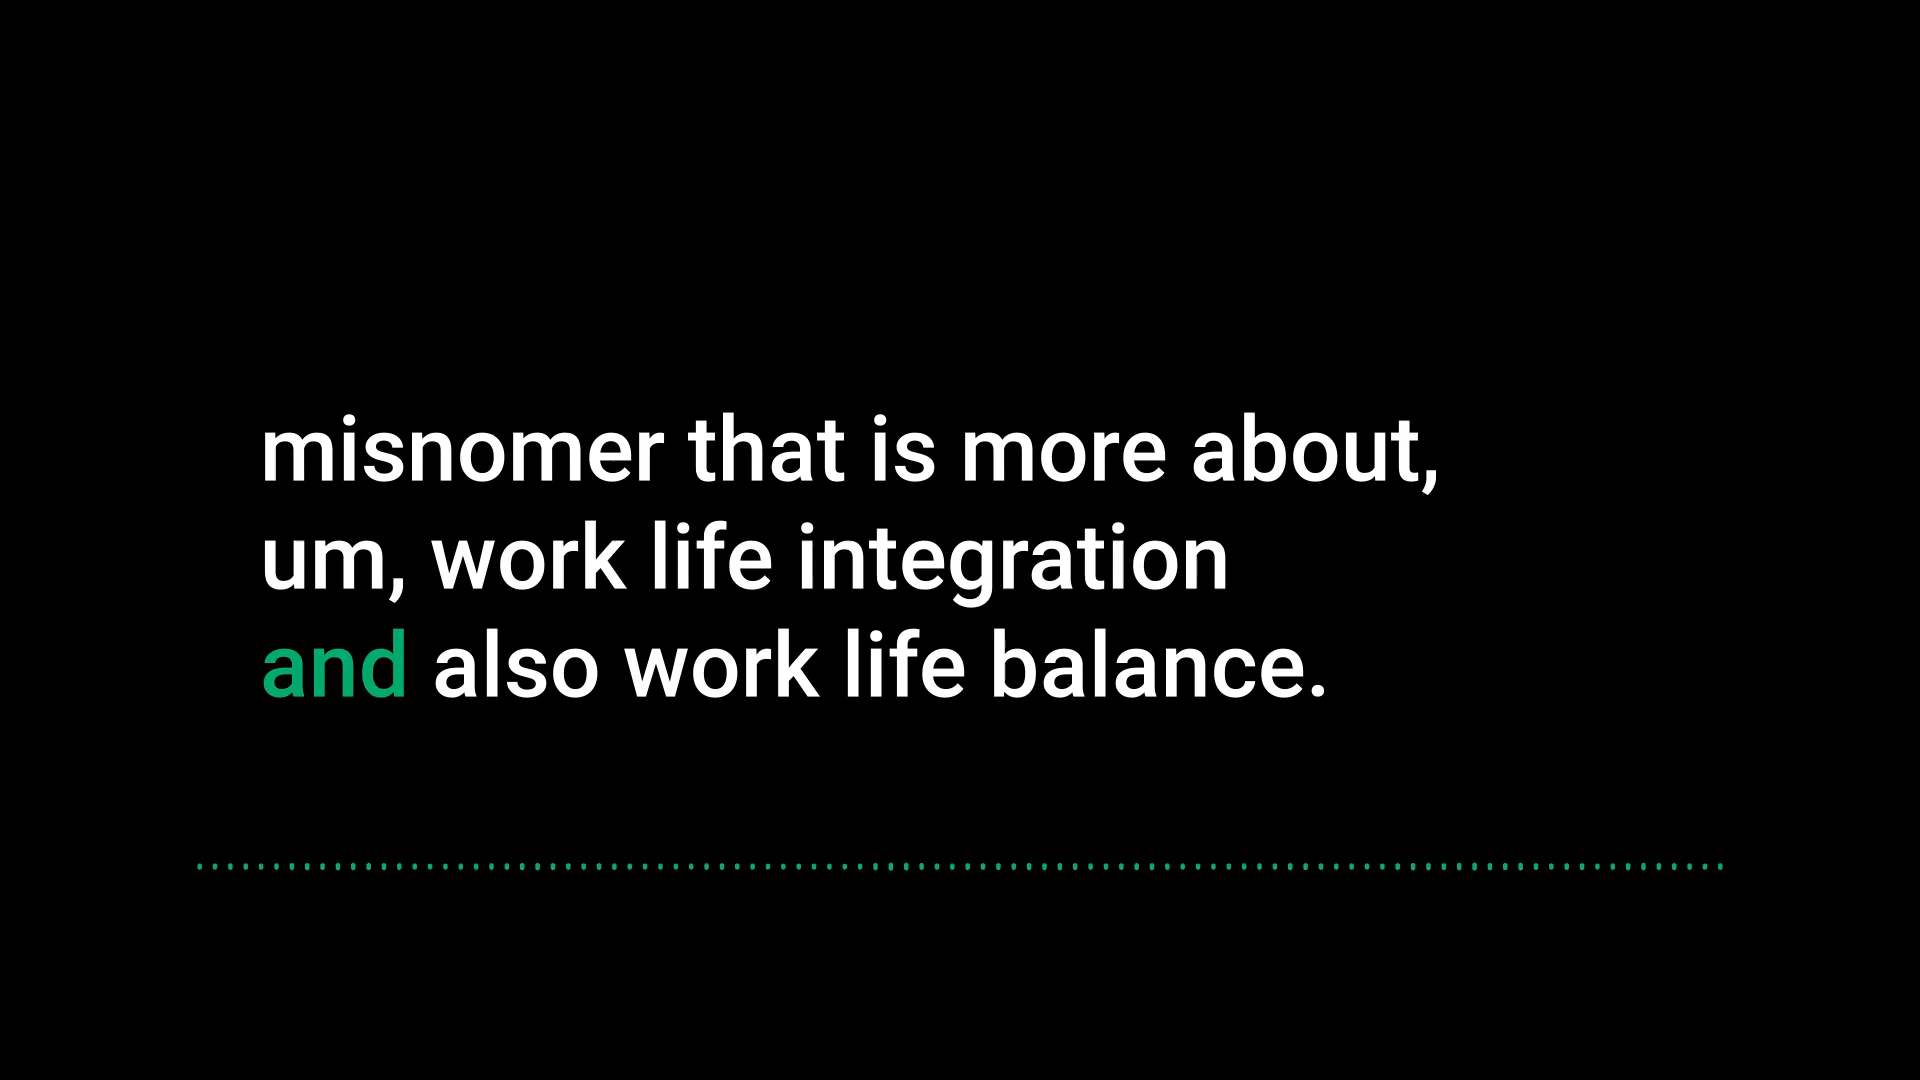 misnomer that is more about,
um, work life integration
and also work life balance.